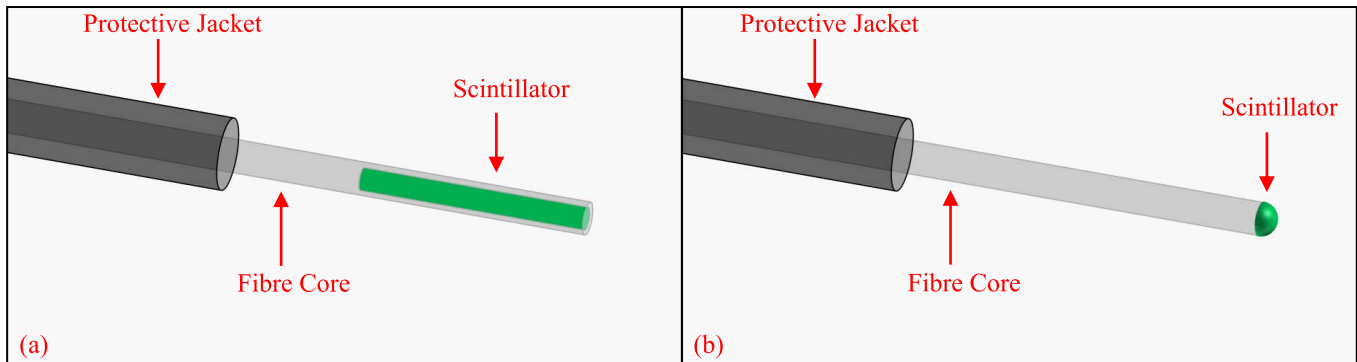 Protective Jacket
Scintillator
Fibre Core
(a)
Protective Jacket
Scintillator
Fibre Core
(b)